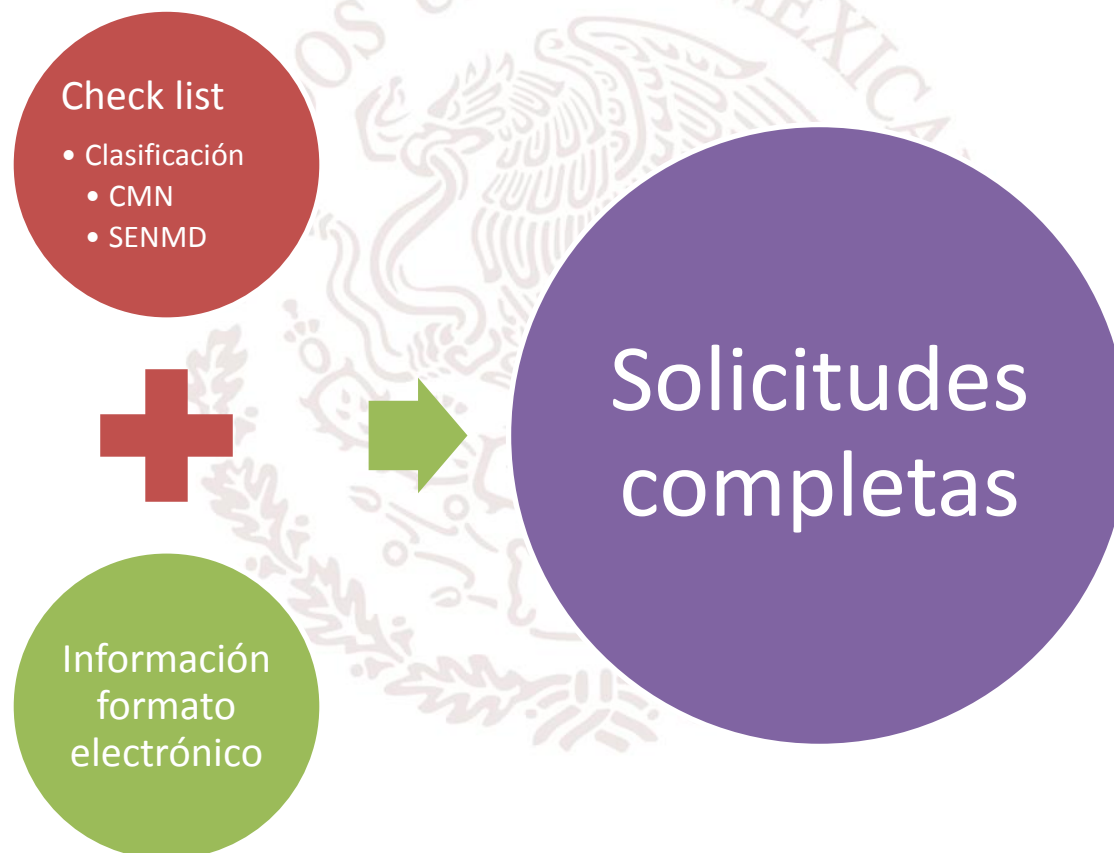 Check list
• Clasificación
• CMN
• SENMD
Información
formato
electrónico
Solicitudes
completas